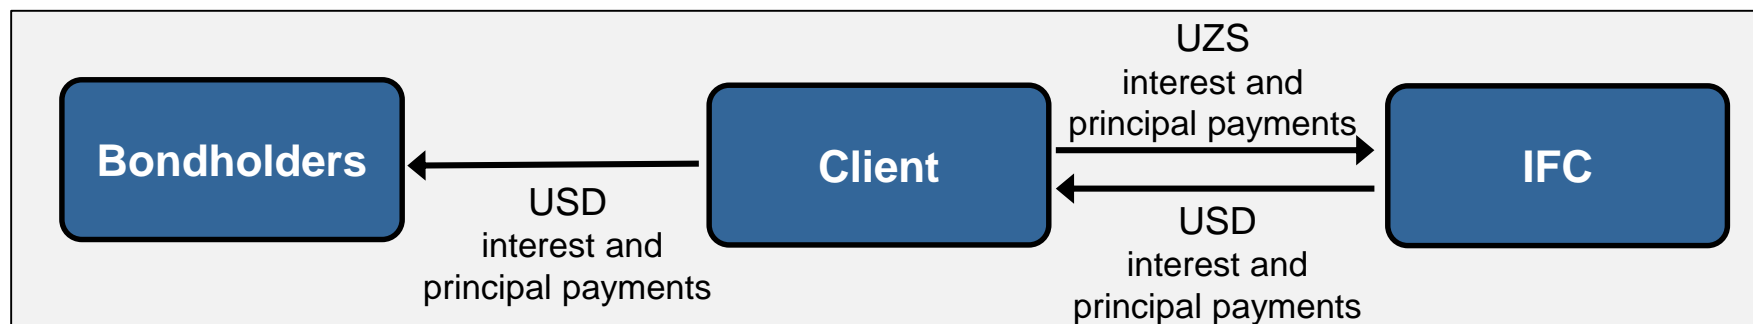 Bondholders
USD
interest and
principal payments
Client
UZS
interest and
principal payments
USD
interest and
principal payments
IFC